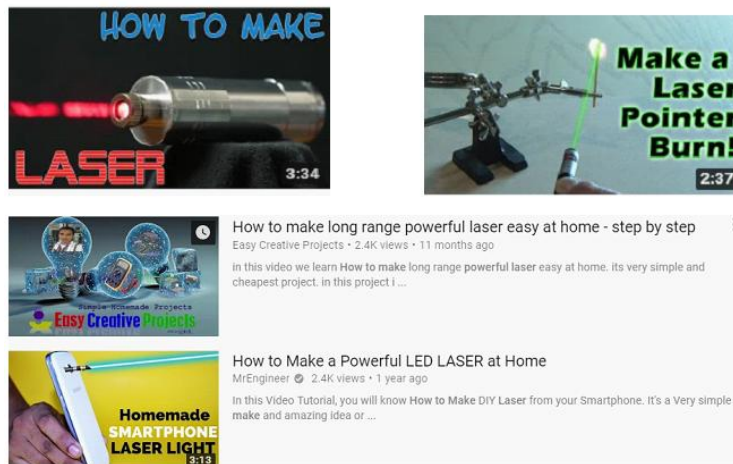 HOW TO MAKE
LASER
3:34
Make a
Laser
Pointer
Burn!
2:37
How to make long range powerful laser easy at home - step by step
Easy Creative Projects • 2.4K views • 11 months ago
in this video we learn How to make long range powerful laser easy at home. its very simple and
cheapest project. in this project i ...
Simple Homemade Projects
Easy Creative Projects
How to Make a Powerful LED LASER at Home
MrEngineer 2.4K views • 1 year ago
In this Video Tutorial, you will know How to Make DIY Laser from your Smartphone. It's a Very simple
make and amazing idea or ...
Homemade
SMARTPHONE
LASER LIGHT
3:13